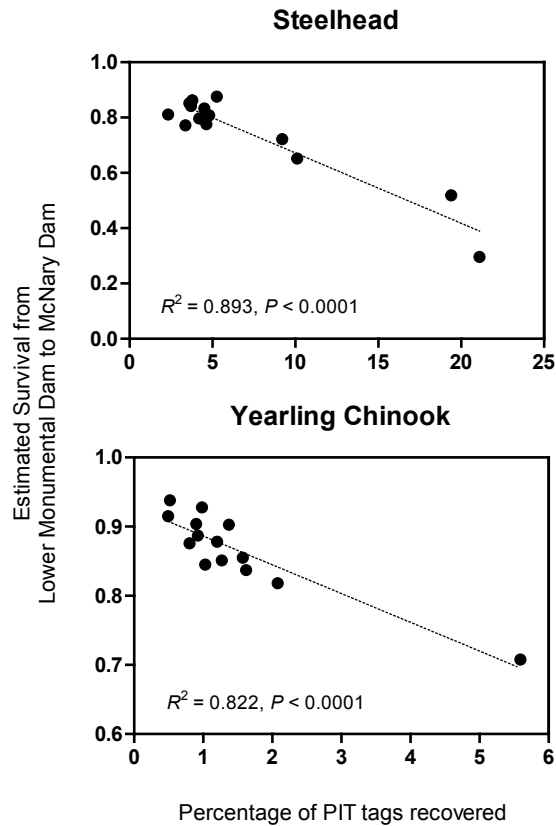 Steelhead
1.0
0.8
0.6
0.4
0.2
0.0
R² = 0.893, P < 0.0001
0 5 10 15 20 25
Estimated Survival from
Lower Monumental Dam to McNary Dam
Yearling Chinook
1.0
0.9
0.8
0.7
0.6
R² = 0.822, P < 0.0001
0 1 2 3 4 5 6
Percentage of PIT tags recovered